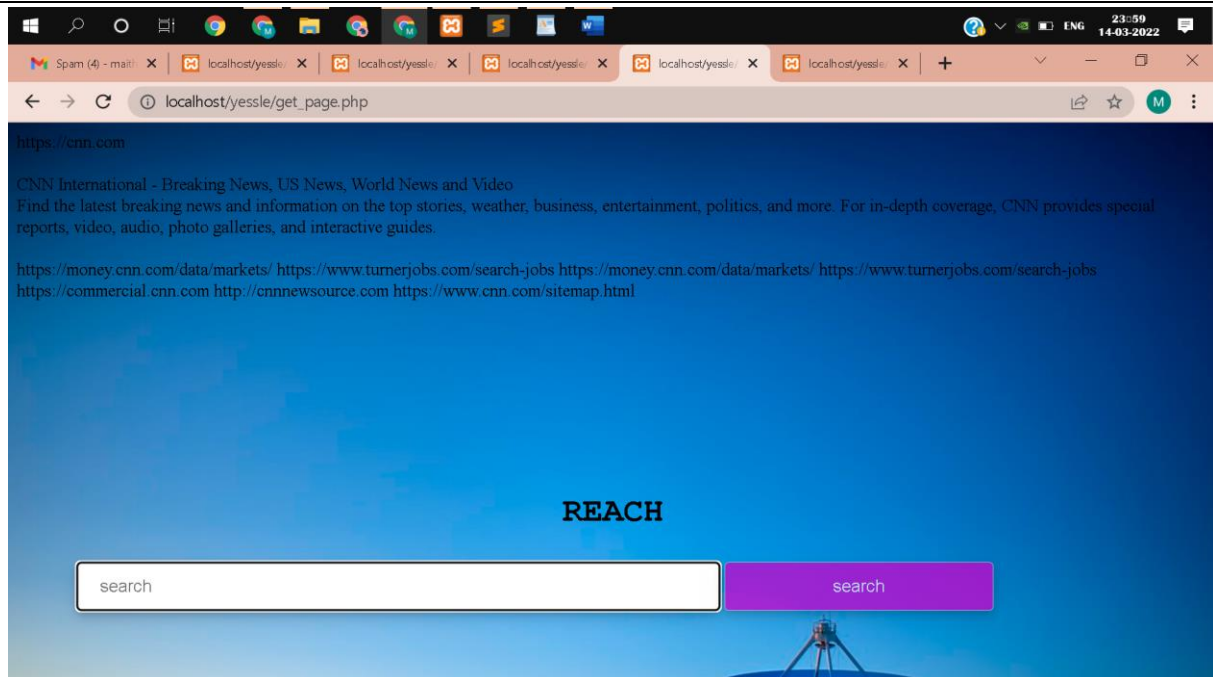 23:59
ENG
14-03-2022
Spam (4) - maith
localhost/yessle/
localhost/yessle/
localhost/yessle/
localhost/yessle/
localhost/yessle/
localhost/yessle/get_page.php
M
https://cnn.com
CNN International - Breaking News, US News, World News and Video
Find the latest breaking news and information on the top stories, weather, business, entertainment, politics, and more. For in-depth coverage, CNN provides special
reports, video, audio, photo galleries, and interactive guides.
https://money.cnn.com/data/markets/ https://www.turnerjobs.com/search-jobs https://money.cnn.com/data/markets/ https://www.turnerjobs.com/search-jobs
https://commercial.cnn.com http://cnnnewsource.com https://www.cnn.com/sitemap.html
REACH
search
search